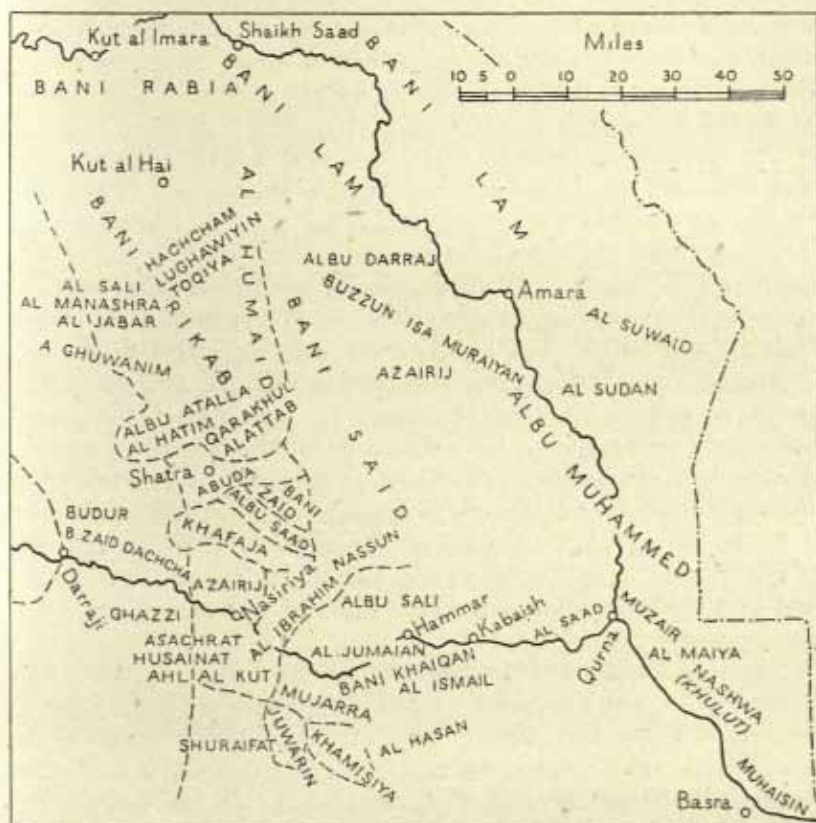 Kut al Imara
Shaikh Saad
Miles
10 5 0 10 20 30 40 50
BANI RABIA
BANI LAM
BANI LAM
Kut al Hai
BANI RIKAB
HACHCHAM
LUGHAWIYIN
TOQIYA
AL HUMAID
BANI SAID
ALBU DARRAJ
Amara
BUZZUN ISA MURAIYAN
AL SUWAID
AL SALI
AL MANASHRA
AL JABAR
A GHUWANIM
AZAIRIJ
AL SUDAN
ALBU MUHAMMED
ALBU ATALLA
AL HATIM
QARAKHUL
ALATTAB
Shatra
ABUDA
BANI
ZAID
ALBU SAAD
KHAFAJA
BUDUR
B. ZAID DACHCHA
Darraji
AZAIRIJ
Nasiriya
NASSUN
AL IBRAHIM
ALBU SALI
GHAZZI
ASACHRAT
HUSAINAT
AHL AL KUT
Hammar
Kabaish
AL SAAD
Qurna
MUZAIR
AL JUMAIAN
BANI KHAIQAN
AL ISMAIL
AL MAIYA
NASHWA
(KHULUT)
MUJARRA
SHURAIFAT
JUWARIN
KHAMISIYA
AL HASAN
MUHAISIN
Basra